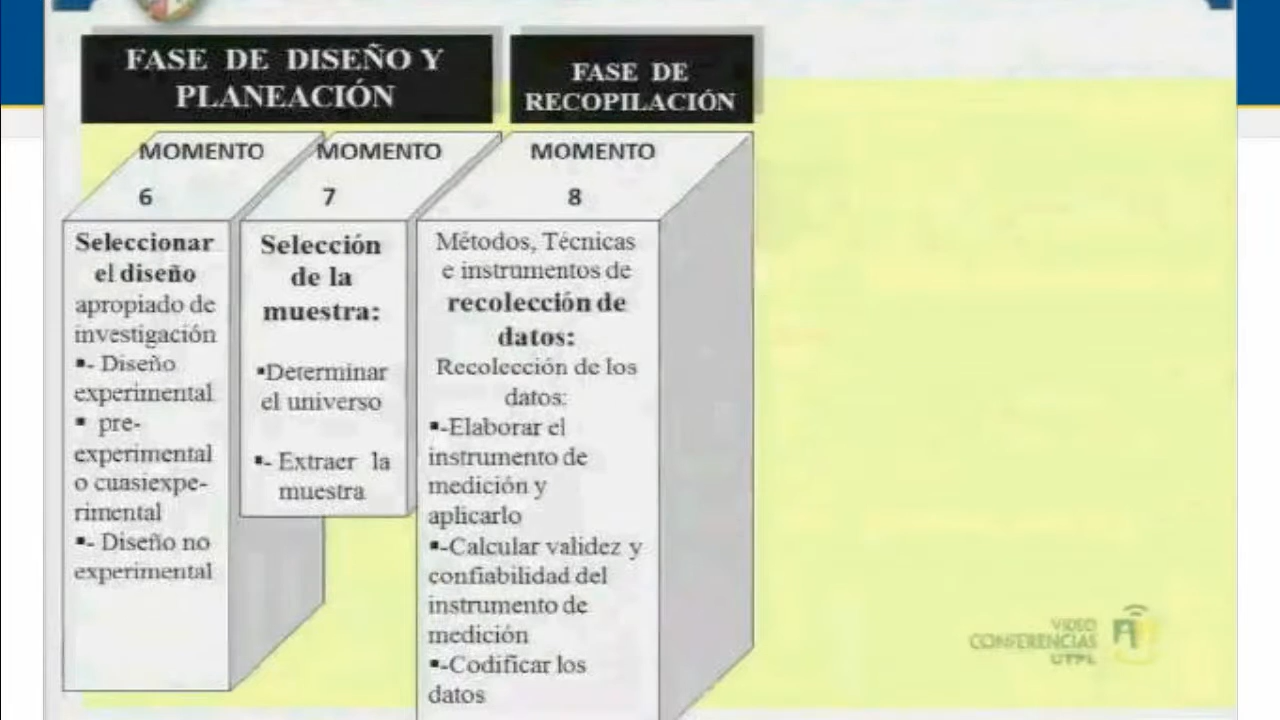 FASE DE DISEÑO Y
PLANEACIÓN
FASE DE
RECOPILACIÓN
MOMENTO
6
Seleccionar
el diseño
apropiado de
investigación
▪- Diseño
experimental
▪ pre-
experimental
o cuasiexpe-
rimental
▪- Diseño no
experimental
MOMENTO
7
Selección
de la
muestra:
▪Determinar
el universo
▪- Extraer la
muestra
MOMENTO
8
Métodos, Técnicas
e instrumentos de
recolección de
datos:
Recolección de los
datos:
▪-Elaborar el
instrumento de
medición y
aplicarlo
▪-Calcular validez y
confiabilidad del
instrumento de
medición
▪-Codificar los
datos
VIDEO
CONFERENCIAS
UTPL